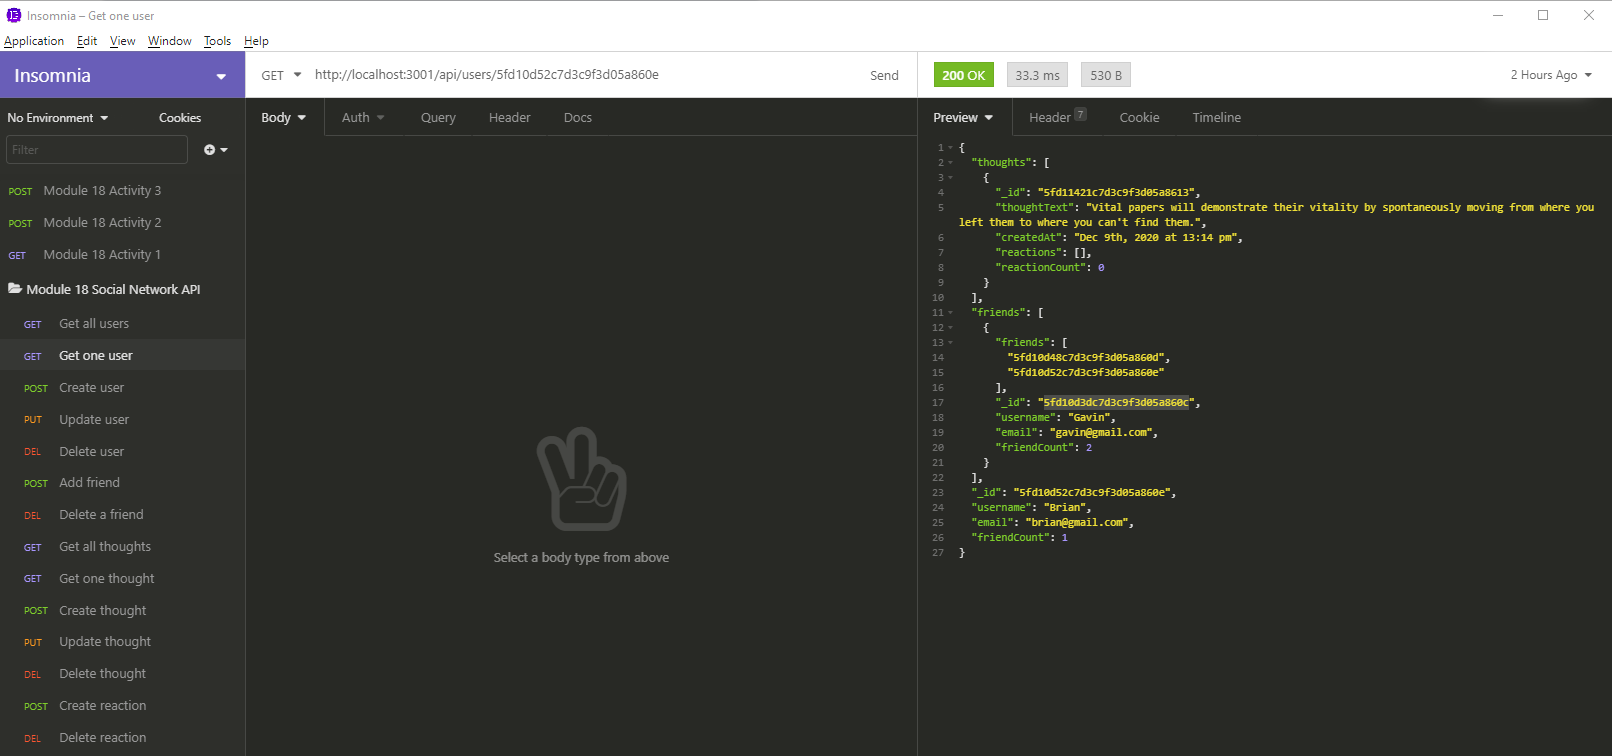 Insomnia – Get one user
Application Edit View Window Tools Help
Insomnia
GET http://localhost:3001/api/users/5fd10d52c7d3c9f3d05a860e Send
200 OK 33.3 ms 530 B 2 Hours Ago
No Environment Cookies
Filter
POST Module 18 Activity 3
POST Module 18 Activity 2
GET Module 18 Activity 1
Module 18 Social Network API
GET Get all users
GET Get one user
POST Create user
PUT Update user
DEL Delete user
POST Add friend
DEL Delete a friend
GET Get all thoughts
GET Get one thought
POST Create thought
PUT Update thought
DEL Delete thought
POST Create reaction
DEL Delete reaction
Body Auth Query Header Docs
Select a body type from above
Preview Header 7 Cookie Timeline
1 {
2 "thoughts": [
3 {
4 "_id": "5fd11421c7d3c9f3d05a8613",
5 "thoughtText": "Vital papers will demonstrate their vitality by spontaneously moving from where you
left them to where you can't find them.",
6 "createdAt": "Dec 9th, 2020 at 13:14 pm",
7 "reactions": [],
8 "reactionCount": 0
9 }
10 ],
11 "friends": [
12 {
13 "friends": [
14 "5fd10d48c7d3c9f3d05a860d",
15 "5fd10d52c7d3c9f3d05a860e"
16 ],
17 "_id": "5fd10d3dc7d3c9f3d05a860c",
18 "username": "Gavin",
19 "email": "gavin@gmail.com",
20 "friendCount": 2
21 }
22 ],
23 "_id": "5fd10d52c7d3c9f3d05a860e",
24 "username": "Brian",
25 "email": "brian@gmail.com",
26 "friendCount": 1
27 }